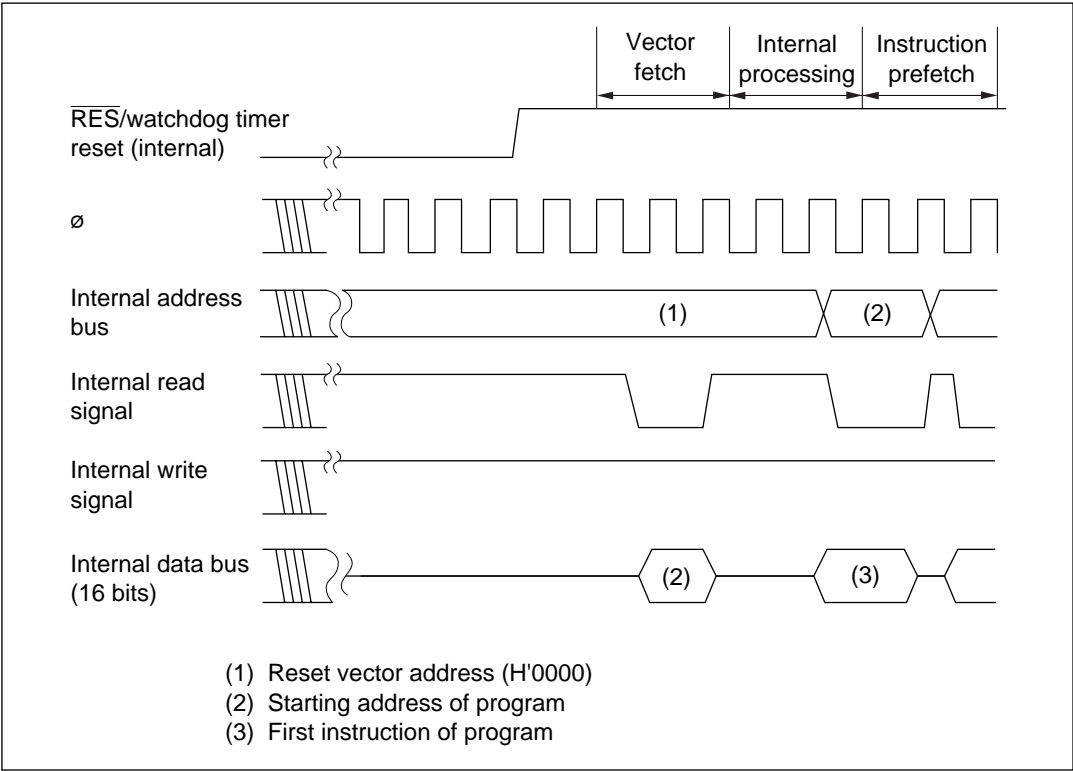 Vector fetch
Internal processing
Instruction prefetch
RES/watchdog timer
reset (internal)
ø
Internal address
bus
(1)
(2)
Internal read
signal
Internal write
signal
Internal data bus
(16 bits)
(2)
(3)
(1) Reset vector address (H'0000)
(2) Starting address of program
(3) First instruction of program